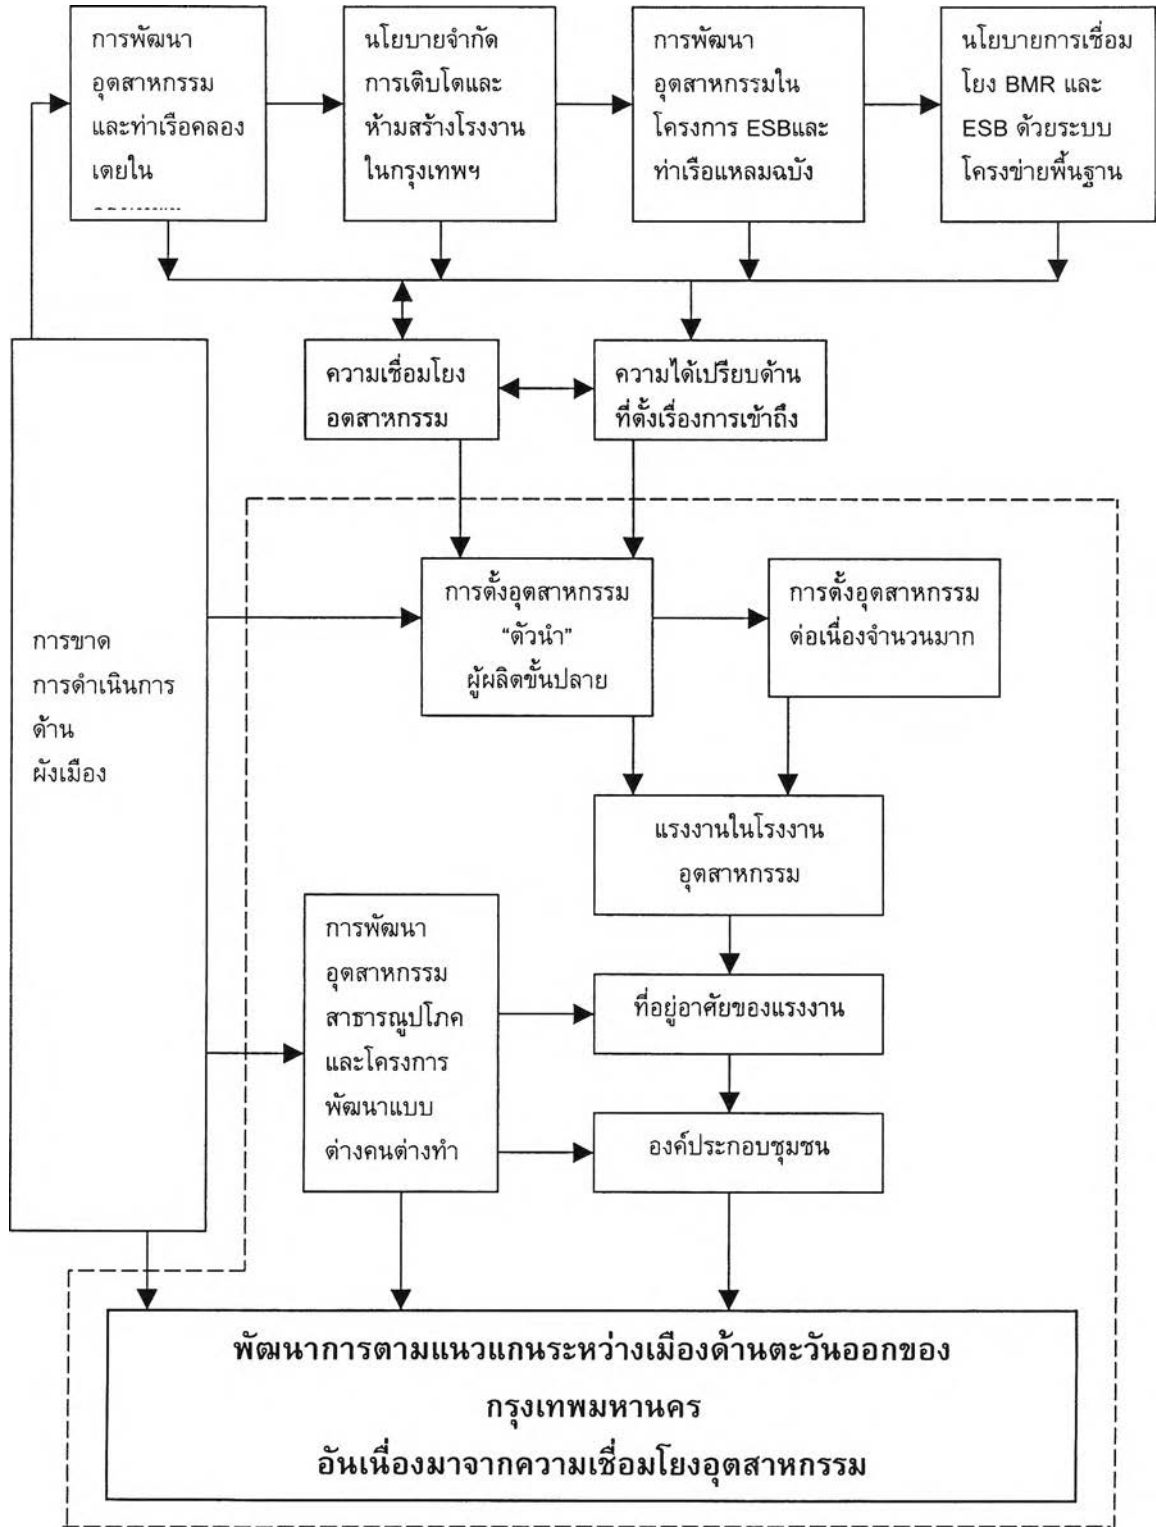 การพัฒนา
อุตสาหกรรม
และท่าเรือคลอง
เตยใน
นโยบายจำกัด
การเติบโตและ
ห้ามสร้างโรงงาน
ในกรุงเทพฯ
การพัฒนา
อุตสาหกรรมใน
โครงการ ESBและ
ท่าเรือแหลมฉบัง
นโยบายการเชื่อม
โยง BMR และ
ESB ด้วยระบบ
โครงข่ายพื้นฐาน
ความเชื่อมโยง
อุตสาหกรรม
ความได้เปรียบด้าน
ที่ตั้งเรื่องการเข้าถึง
การขาด
การดำเนินการ
ด้าน
ผังเมือง
การตั้งอุตสาหกรรม
“ตัวนำ”
ผู้ผลิตขั้นปลาย
การตั้งอุตสาหกรรม
ต่อเนื่องจำนวนมาก
แรงงานในโรงงาน
อุตสาหกรรม
การพัฒนา
อุตสาหกรรม
สาธารณูปโภค
และโครงการ
พัฒนาแบบ
ต่างคนต่างทำ
ที่อยู่อาศัยของแรงงาน
องค์ประกอบชุมชน
พัฒนาการตามแนวแกนระหว่างเมืองด้านตะวันออกของ
กรุงเทพมหานคร
อันเนื่องมาจากความเชื่อมโยงอุตสาหกรรม